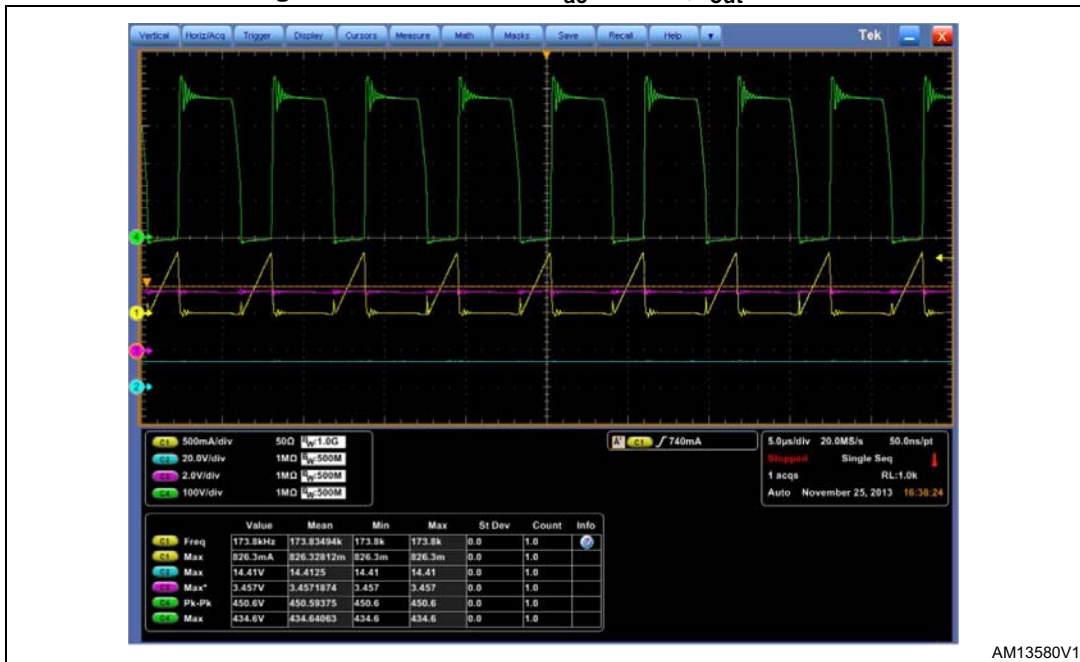 Vertical Horiz/Acq Trigger Display Cursors Measure Math Masks Save Recall Help Tek X
4
1
3
2
C1 500mA/div 50Ω BW:1.0G
C2 20.0V/div 1MΩ BW:500M
C3 2.0V/div 1MΩ BW:500M
C4 100V/div 1MΩ BW:500M
A' C1 740mA
5.0µs/div 20.0MS/s 50.0ns/pt
Stopped Single Seq
1 acqs RL:1.0k
Auto November 25, 2013 16:38:24
Value Mean Min Max St Dev Count Info
C1 Freq 173.8kHz 173.83494k 173.8k 173.8k 0.0 1.0
C1 Max 826.3mA 826.32812m 826.3m 826.3m 0.0 1.0
C2 Max 14.41V 14.4125 14.41 14.41 0.0 1.0
C3 Max* 3.457V 3.4571874 3.457 3.457 0.0 1.0
C4 Pk-Pk 450.6V 450.59375 450.6 450.6 0.0 1.0
C4 Max 434.6V 434.64063 434.6 434.6 0.0 1.0
AM13580V1